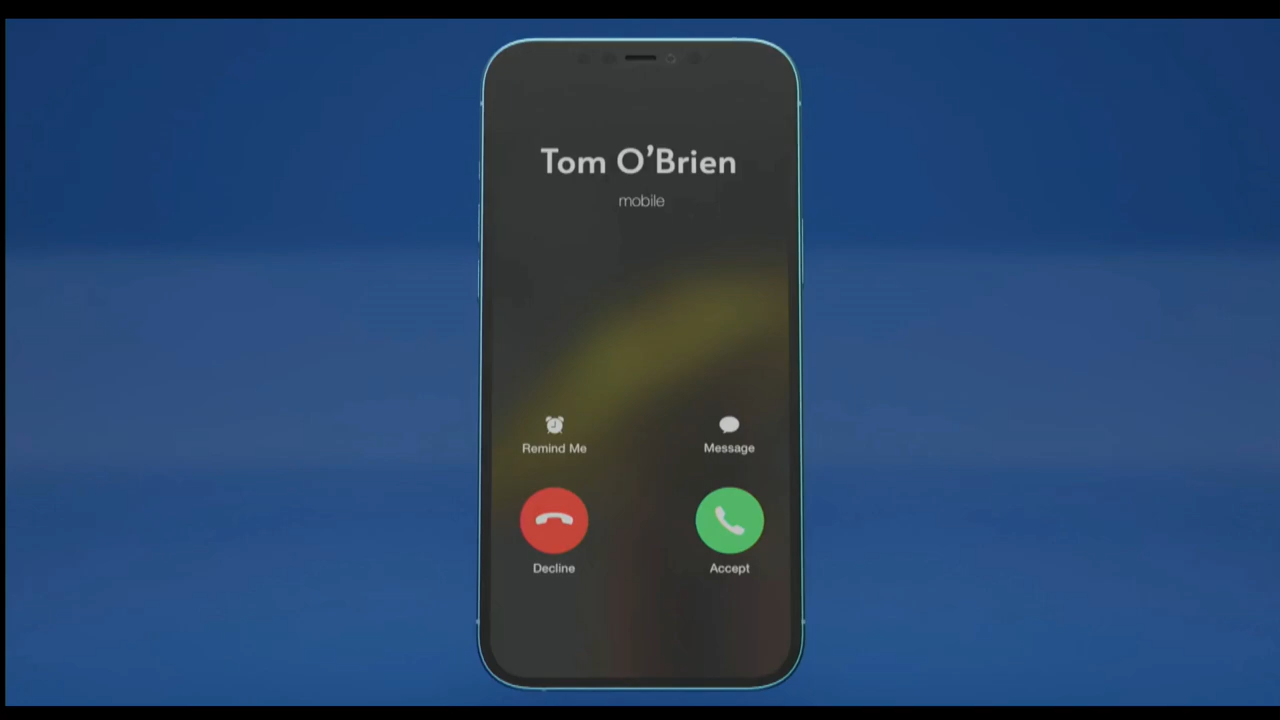 Tom O’Brien
mobile
Remind Me
Message
Decline
Accept